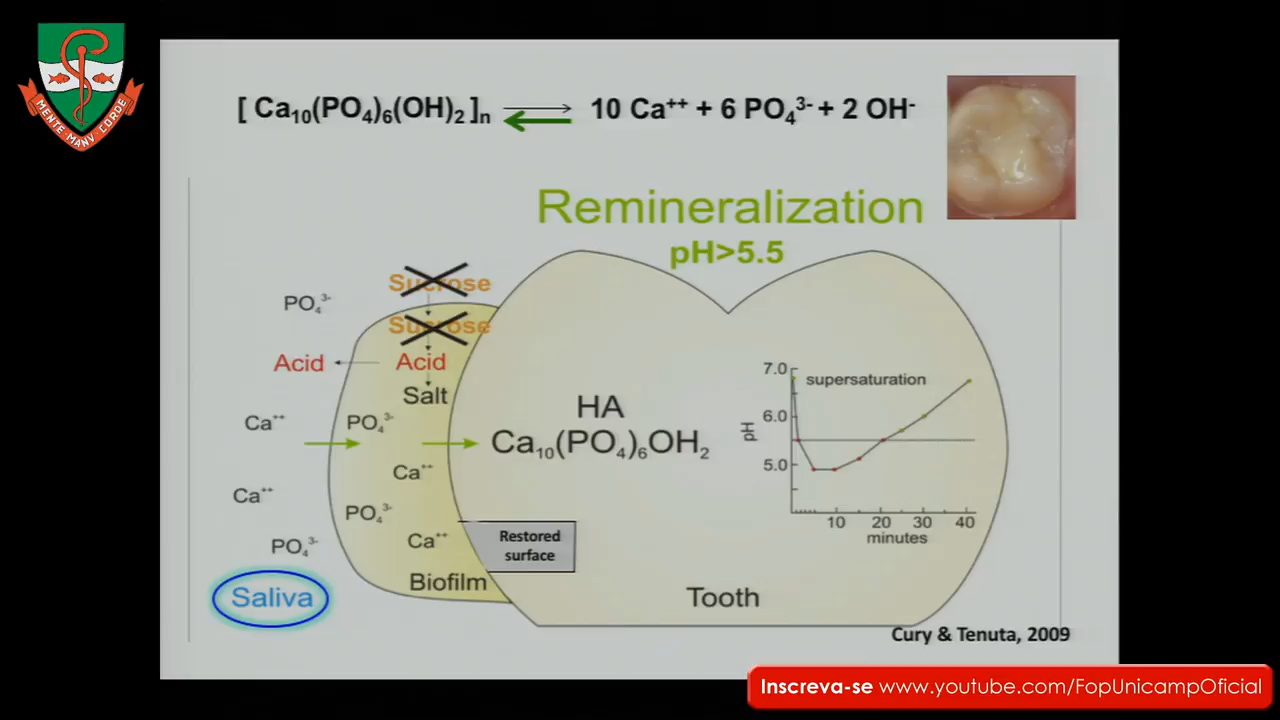 MENTE MANV CORDE
[ Ca₁₀(PO₄)₆(OH)₂ ]n ⇌ 10 Ca⁺⁺ + 6 PO₄³⁻ + 2 OH⁻
Remineralization
pH>5.5
Sucrose
PO₄³⁻
Sucrose
Acid
Acid
Salt
Ca⁺⁺
PO₄³⁻
HA
Ca₁₀(PO₄)₆OH₂
Ca⁺⁺
Ca⁺⁺
PO₄³⁻
PO₄³⁻
Ca⁺⁺
Biofilm
Saliva
Restored
surface
Tooth
7.0
supersaturation
6.0
pH
5.0
10 20 30 40
minutes
Cury & Tenuta, 2009
Inscreva-se www.youtube.com/FopUnicampOficial